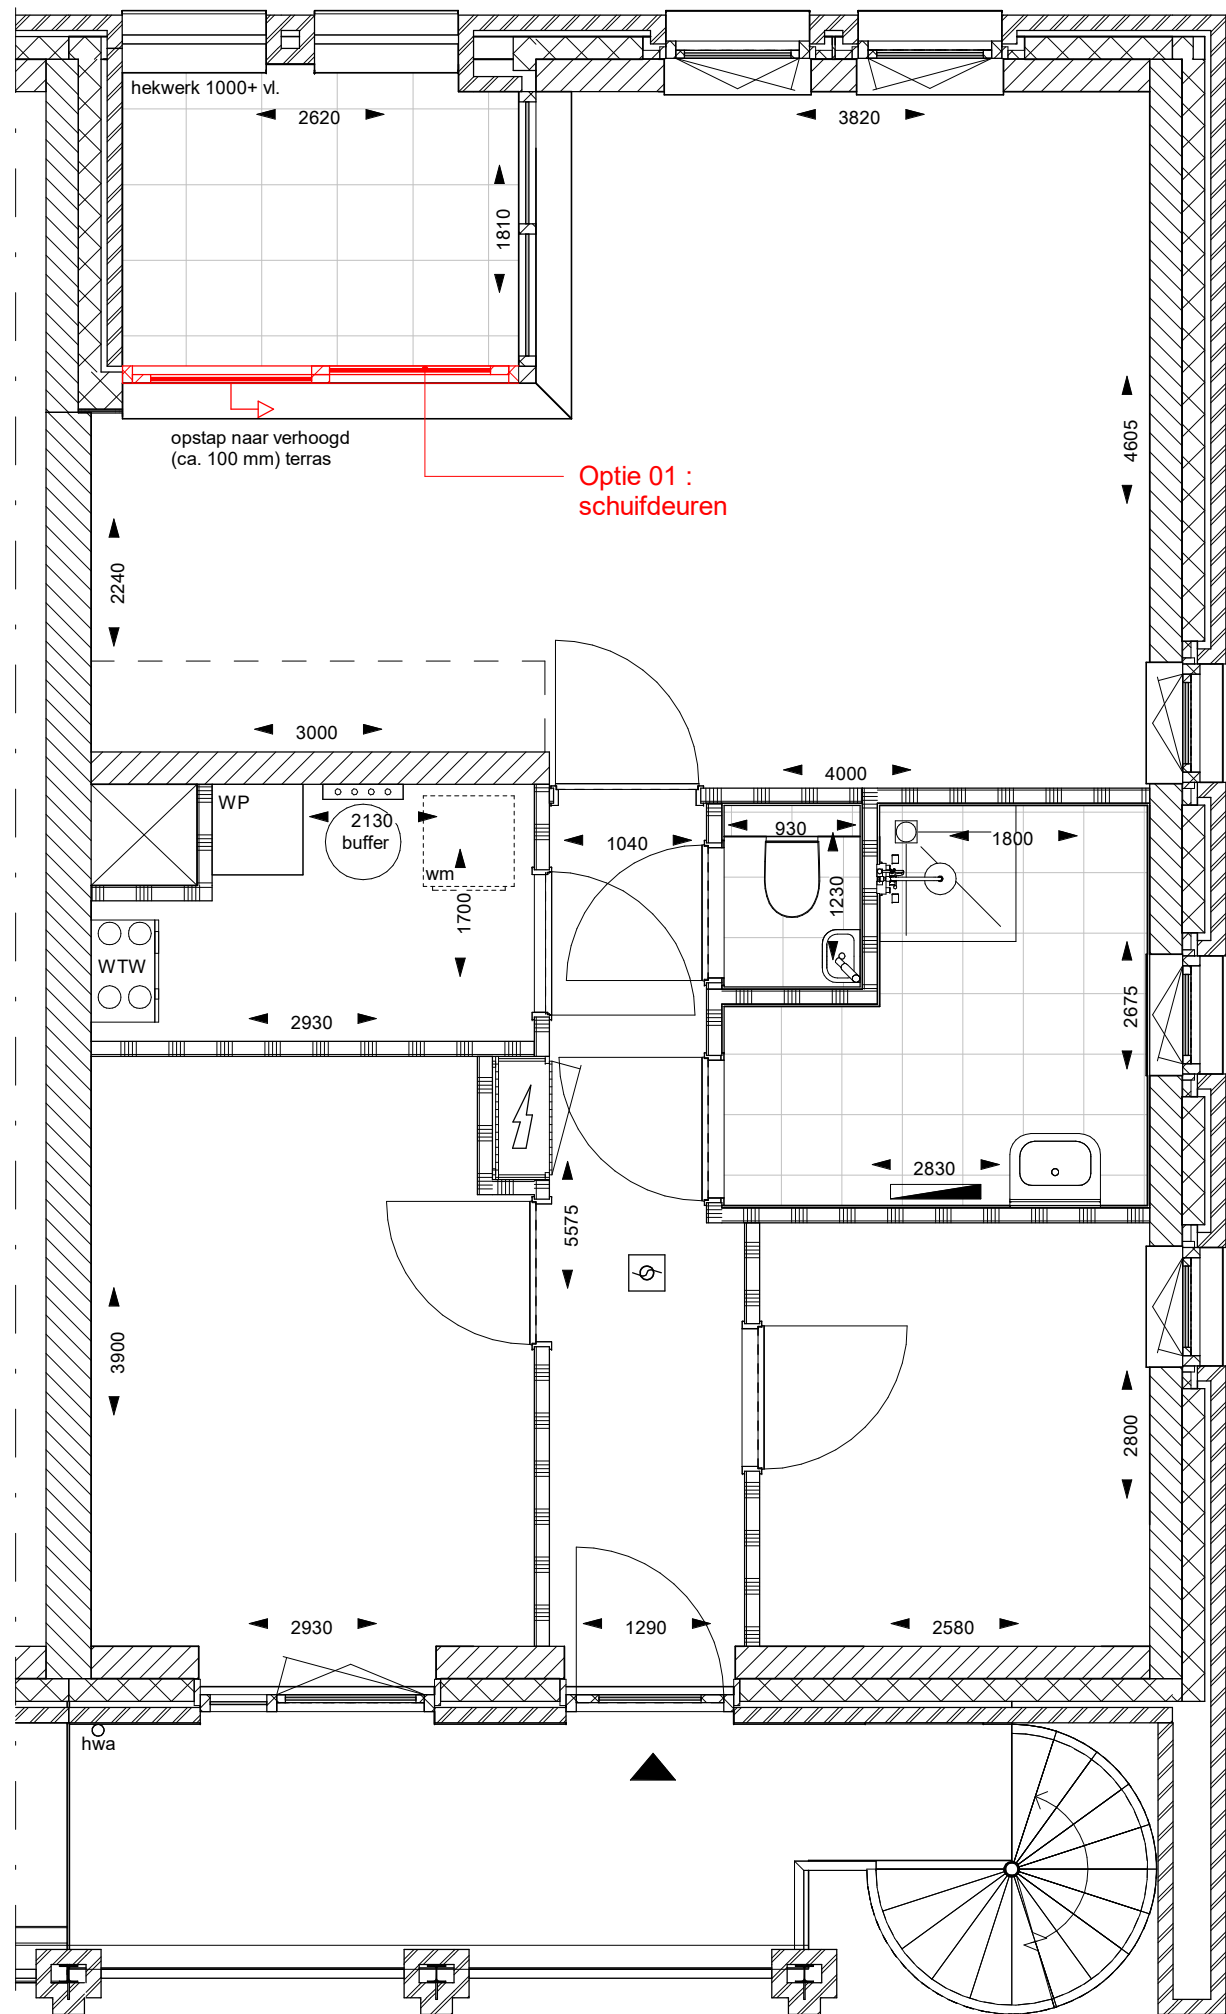 hekwerk 1000+ vl.
2620
3820
1810
4605
opstap naar verhoogd
(ca. 100 mm) terras
Optie 01 :
schuifdeuren
2240
3000
4000
WP
2130
buffer
wm
1700
1040
930
1230
1800
WTW
2930
2675
2830
5575
3900
2800
2930
1290
2580
hwa